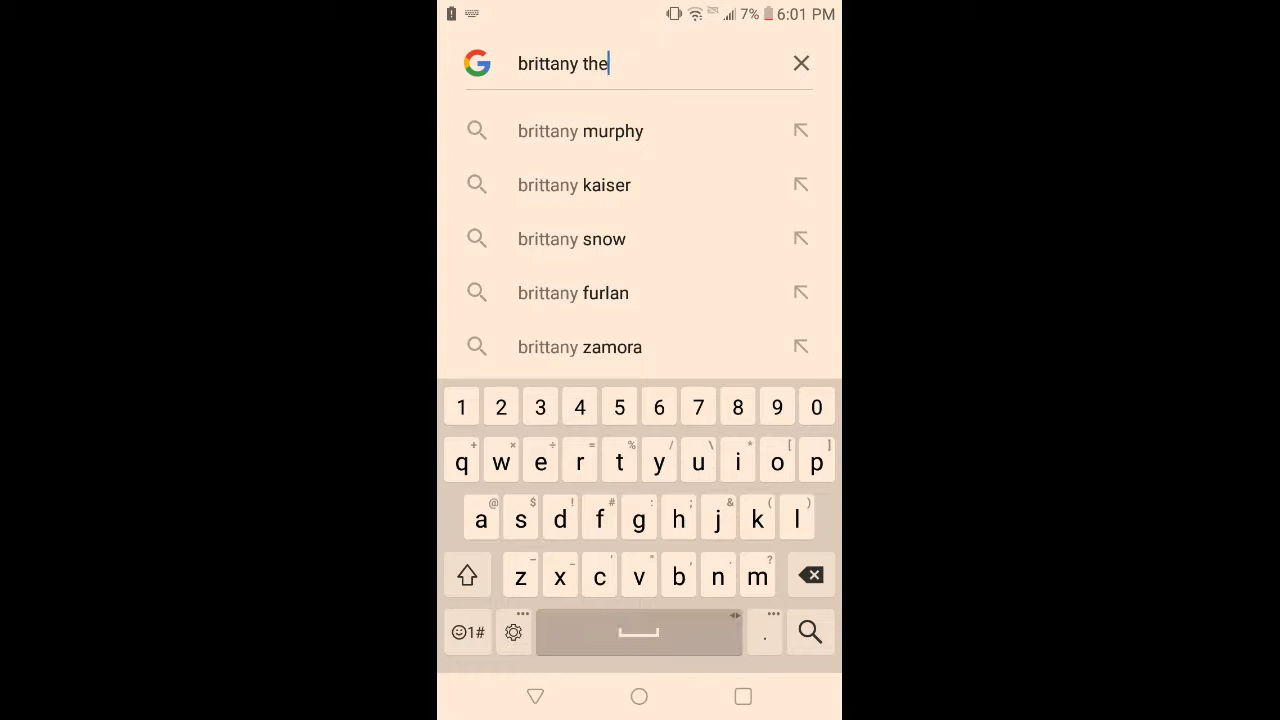 7% 6:01 PM
brittany the
brittany murphy
brittany kaiser
brittany snow
brittany furlan
brittany zamora
1 2 3 4 5 6 7 8 9 0
+ × ÷ = % / \ * [ ]
q w e r t y u i o p
@ $ ! # : ; & ( )
a s d f g h j k l
z x c v b n m
1# .